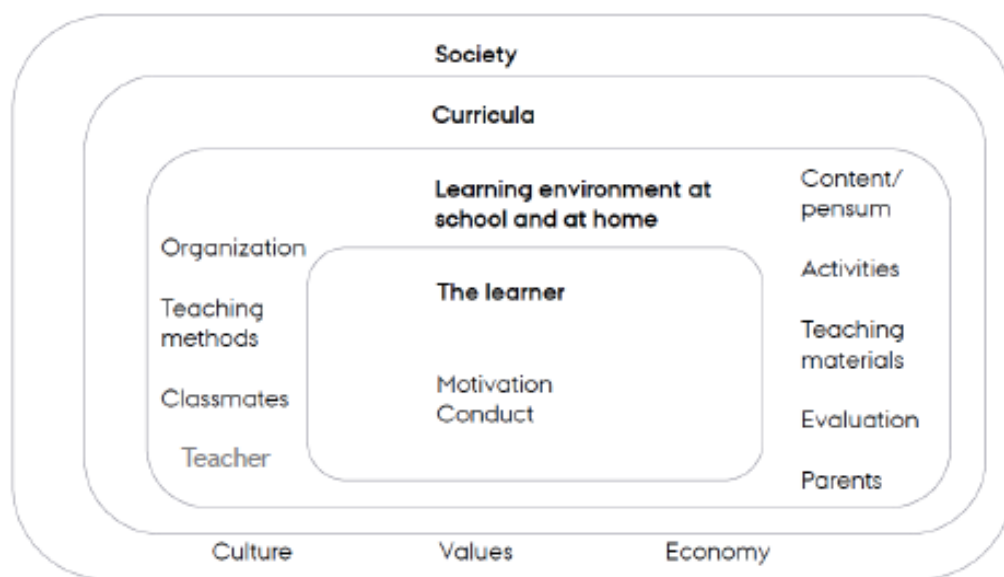 Society
Curricula
Learning environment at
school and at home
Content/
pensum
Organization
Activities
The learner
Teaching
methods
Teaching
materials
Motivation
Conduct
Classmates
Evaluation
Teacher
Parents
Culture
Values
Economy